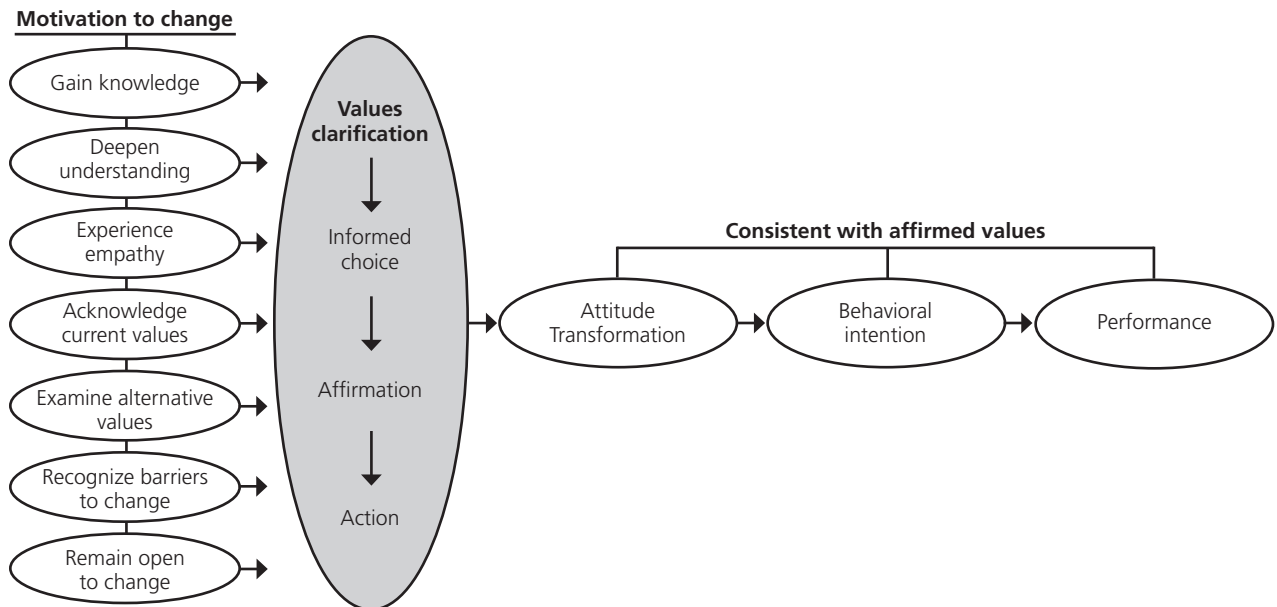 Motivation to change
Gain knowledge
Deepen
understanding
Experience
empathy
Acknowledge
current values
Examine alternative
values
Recognize barriers
to change
Remain open
to change
Values
clarification
Informed
choice
Affirmation
Action
Consistent with affirmed values
Attitude
Transformation
Behavioral
intention
Performance